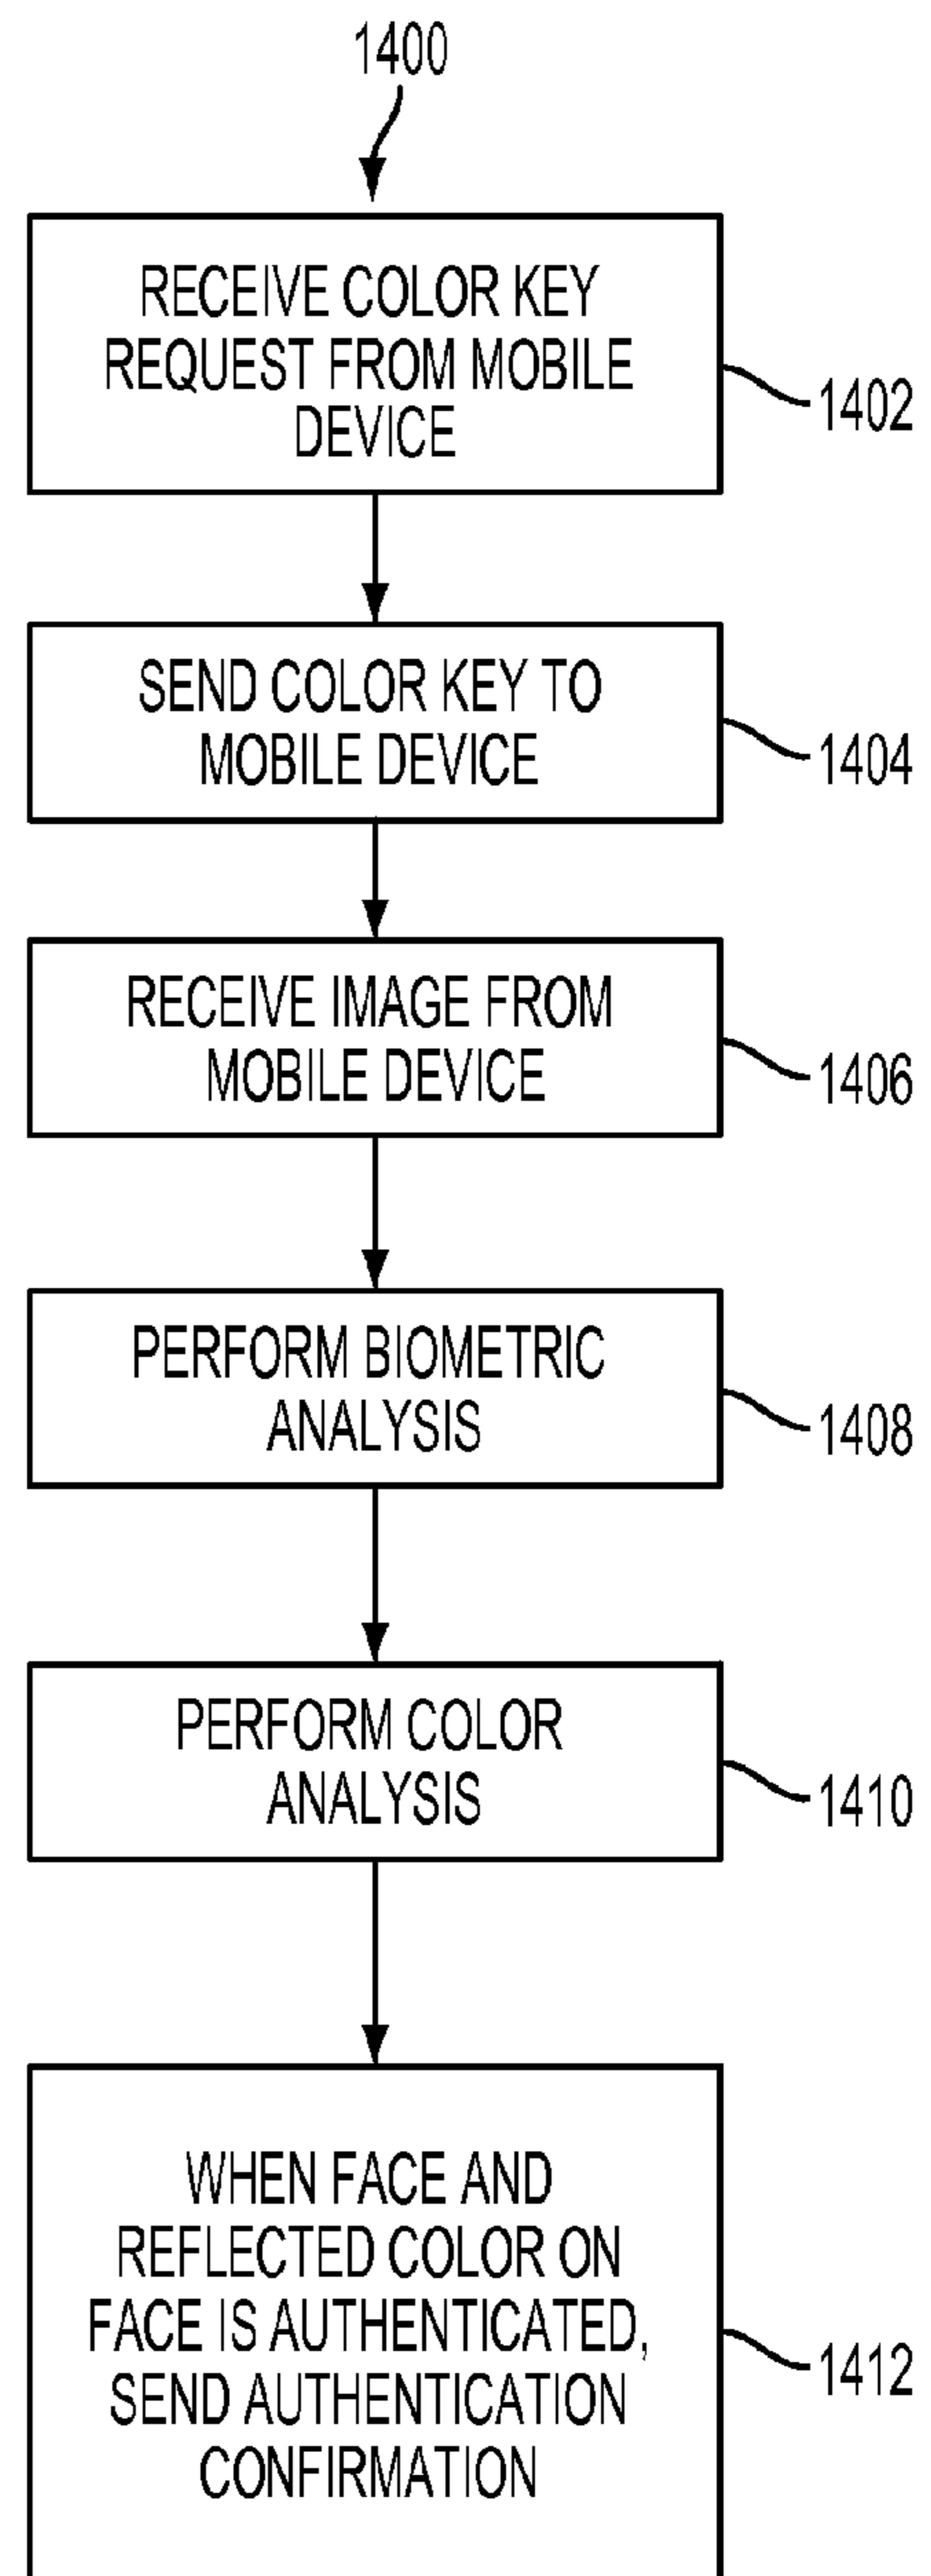 1400
RECEIVE COLOR KEY
REQUEST FROM MOBILE
DEVICE
1402
SEND COLOR KEY TO
MOBILE DEVICE
1404
RECEIVE IMAGE FROM
MOBILE DEVICE
1406
PERFORM BIOMETRIC
ANALYSIS
1408
PERFORM COLOR
ANALYSIS
1410
WHEN FACE AND
REFLECTED COLOR ON
FACE IS AUTHENTICATED,
SEND AUTHENTICATION
CONFIRMATION
1412